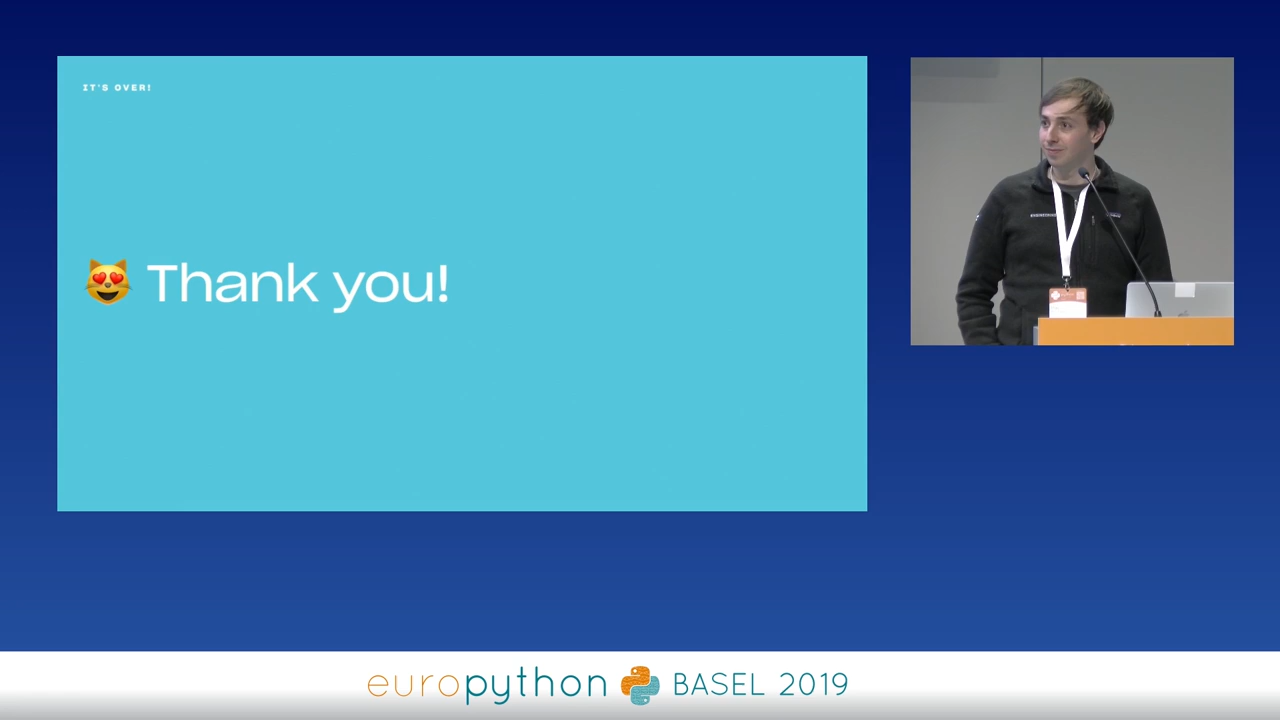 IT'S OVER!
😻 Thank you!
europython BASEL 2019